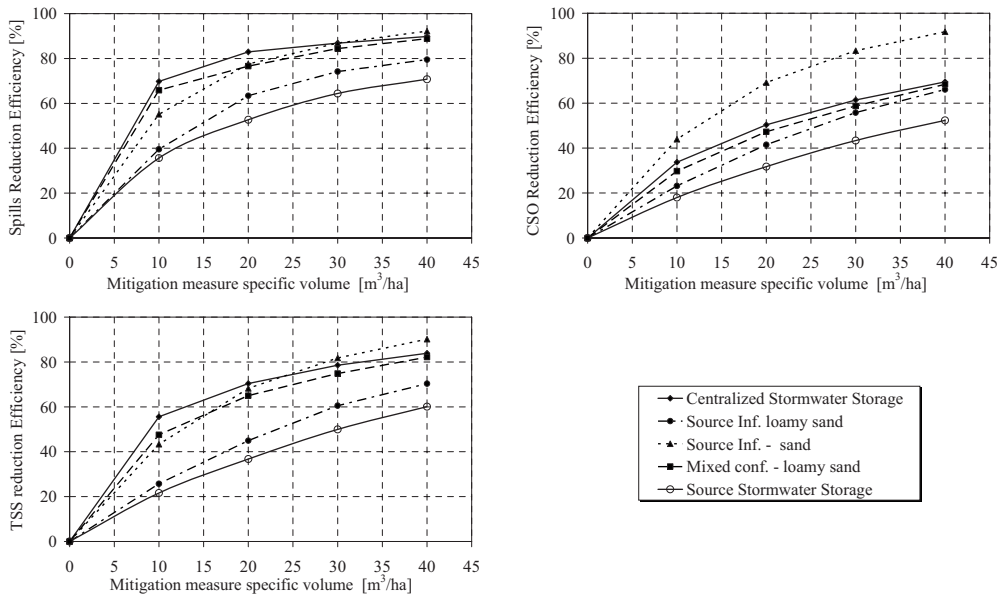 Spills Reduction Efficiency [%]
100
80
60
40
20
0
0 5 10 15 20 25 30 35 40 45
Mitigation measure specific volume [m³/ha]
CSO Reduction Efficiency [%]
100
80
60
40
20
0
0 5 10 15 20 25 30 35 40 45
Mitigation measure specific volume [m³/ha]
TSS reduction Efficiency [%]
100
80
60
40
20
0
0 5 10 15 20 25 30 35 40 45
Mitigation measure specific volume [m³/ha]
Centralized Stormwater Storage
Source Inf. loamy sand
Source Inf. - sand
Mixed conf. - loamy sand
Source Stormwater Storage